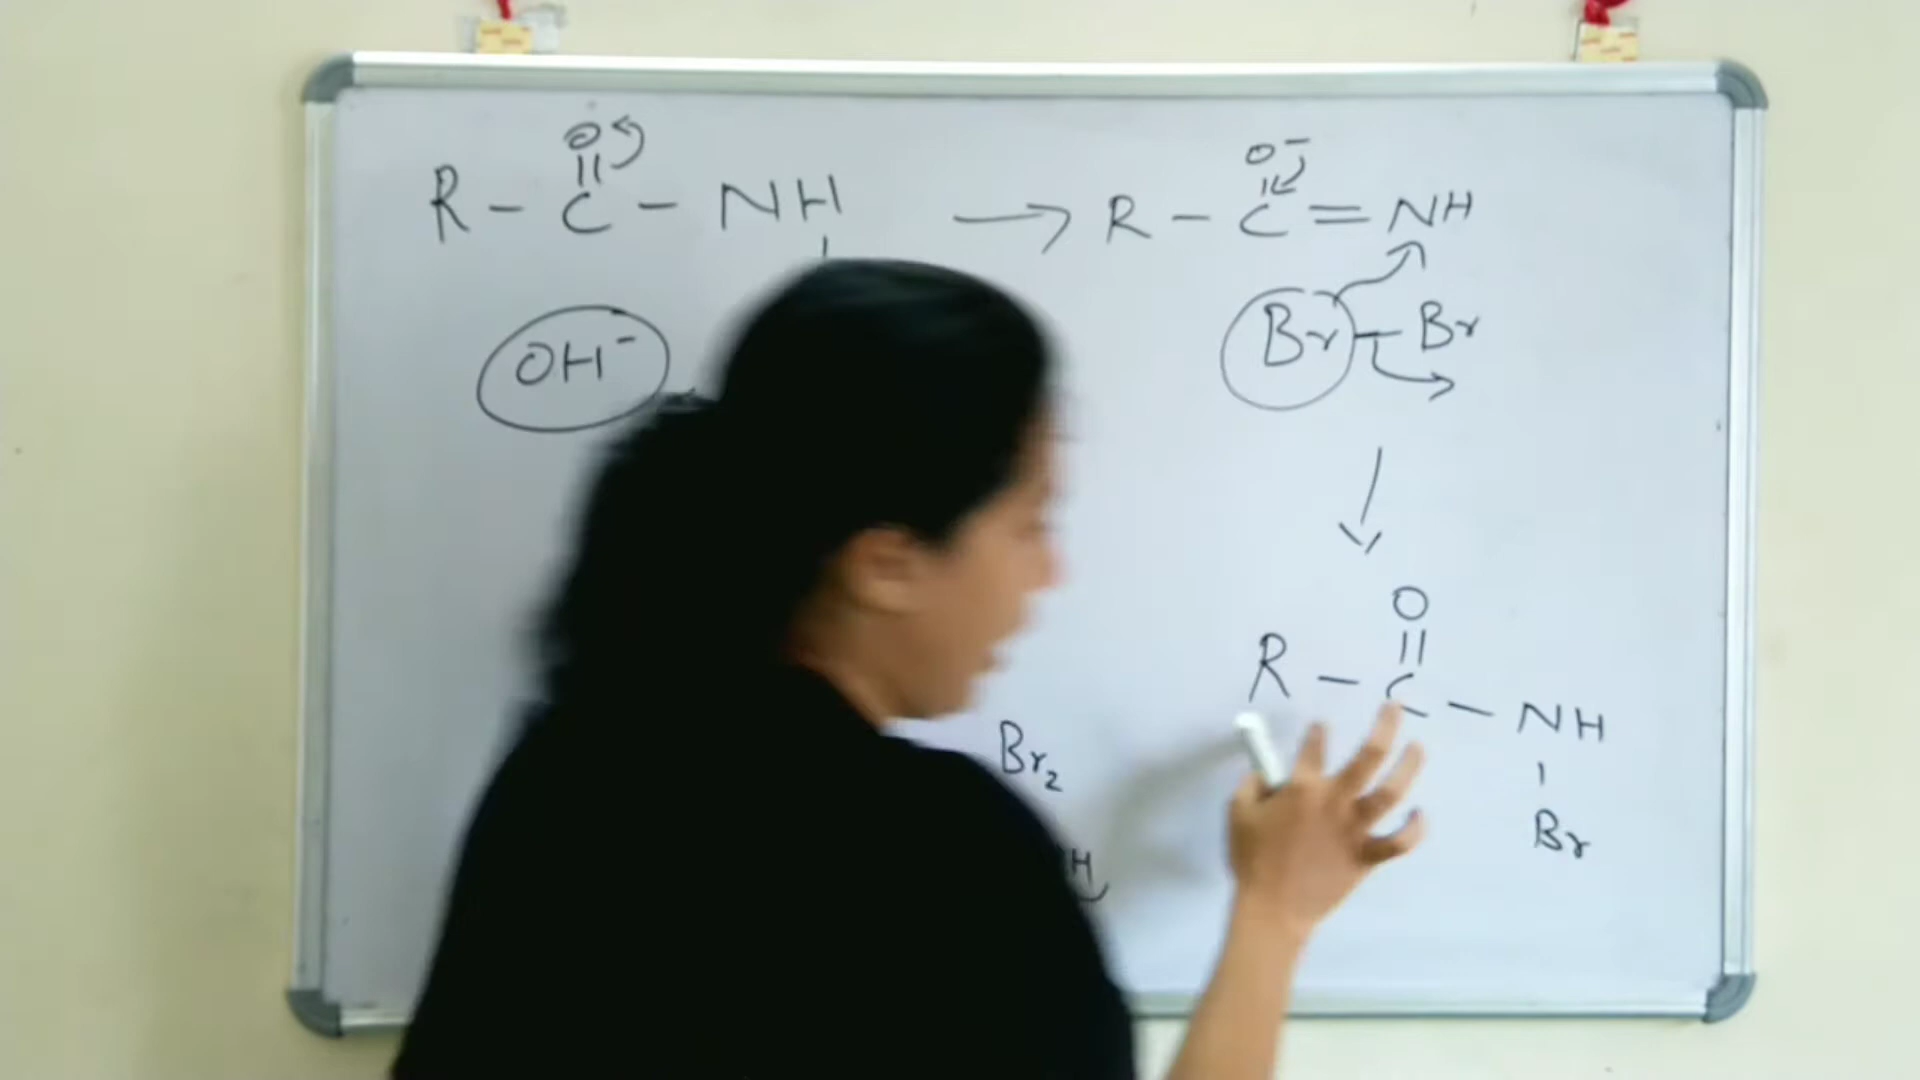 O O⁻
R - C - NH → R - C = NH
OH⁻ Br - Br
O
R - C - NH
Br₂ Br
H